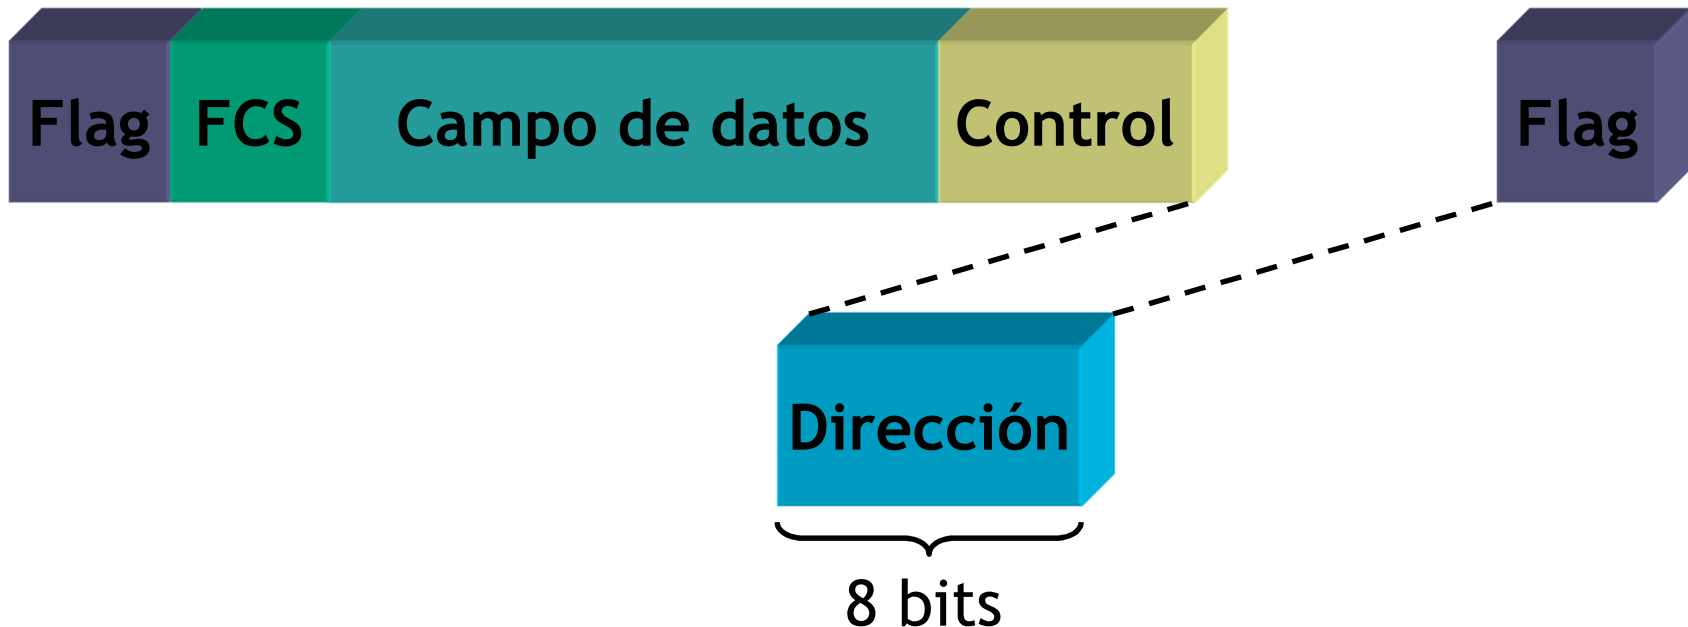 Flag FCS Campo de datos Control Flag
Dirección
8 bits